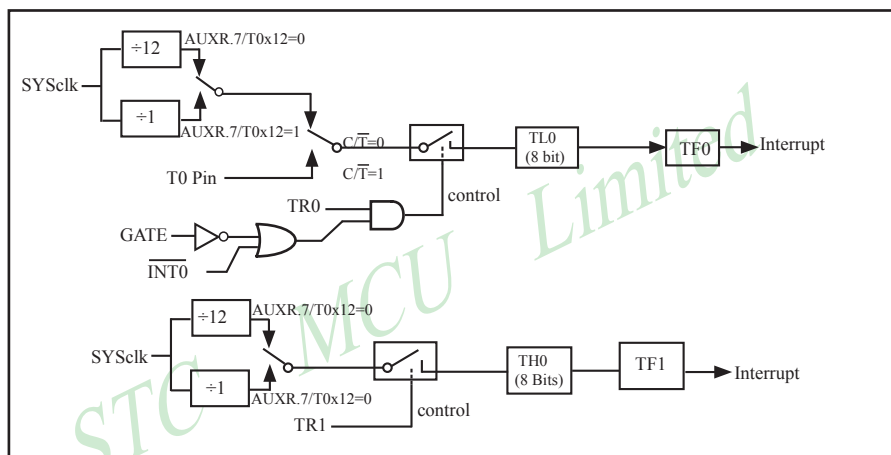 ÷12
AUXR.7/T0x12=0
SYSclk
÷1
AUXR.7/T0x12=1
C/T̅=0
TL0
(8 bit)
TF0
Interrupt
T0 Pin
C/T̅=1
control
TR0
GATE
I̅N̅T̅0̅
÷12
AUXR.7/T0x12=0
SYSclk
÷1
AUXR.7/T0x12=0
TH0
(8 Bits)
TF1
Interrupt
control
TR1
STC MCU Limited